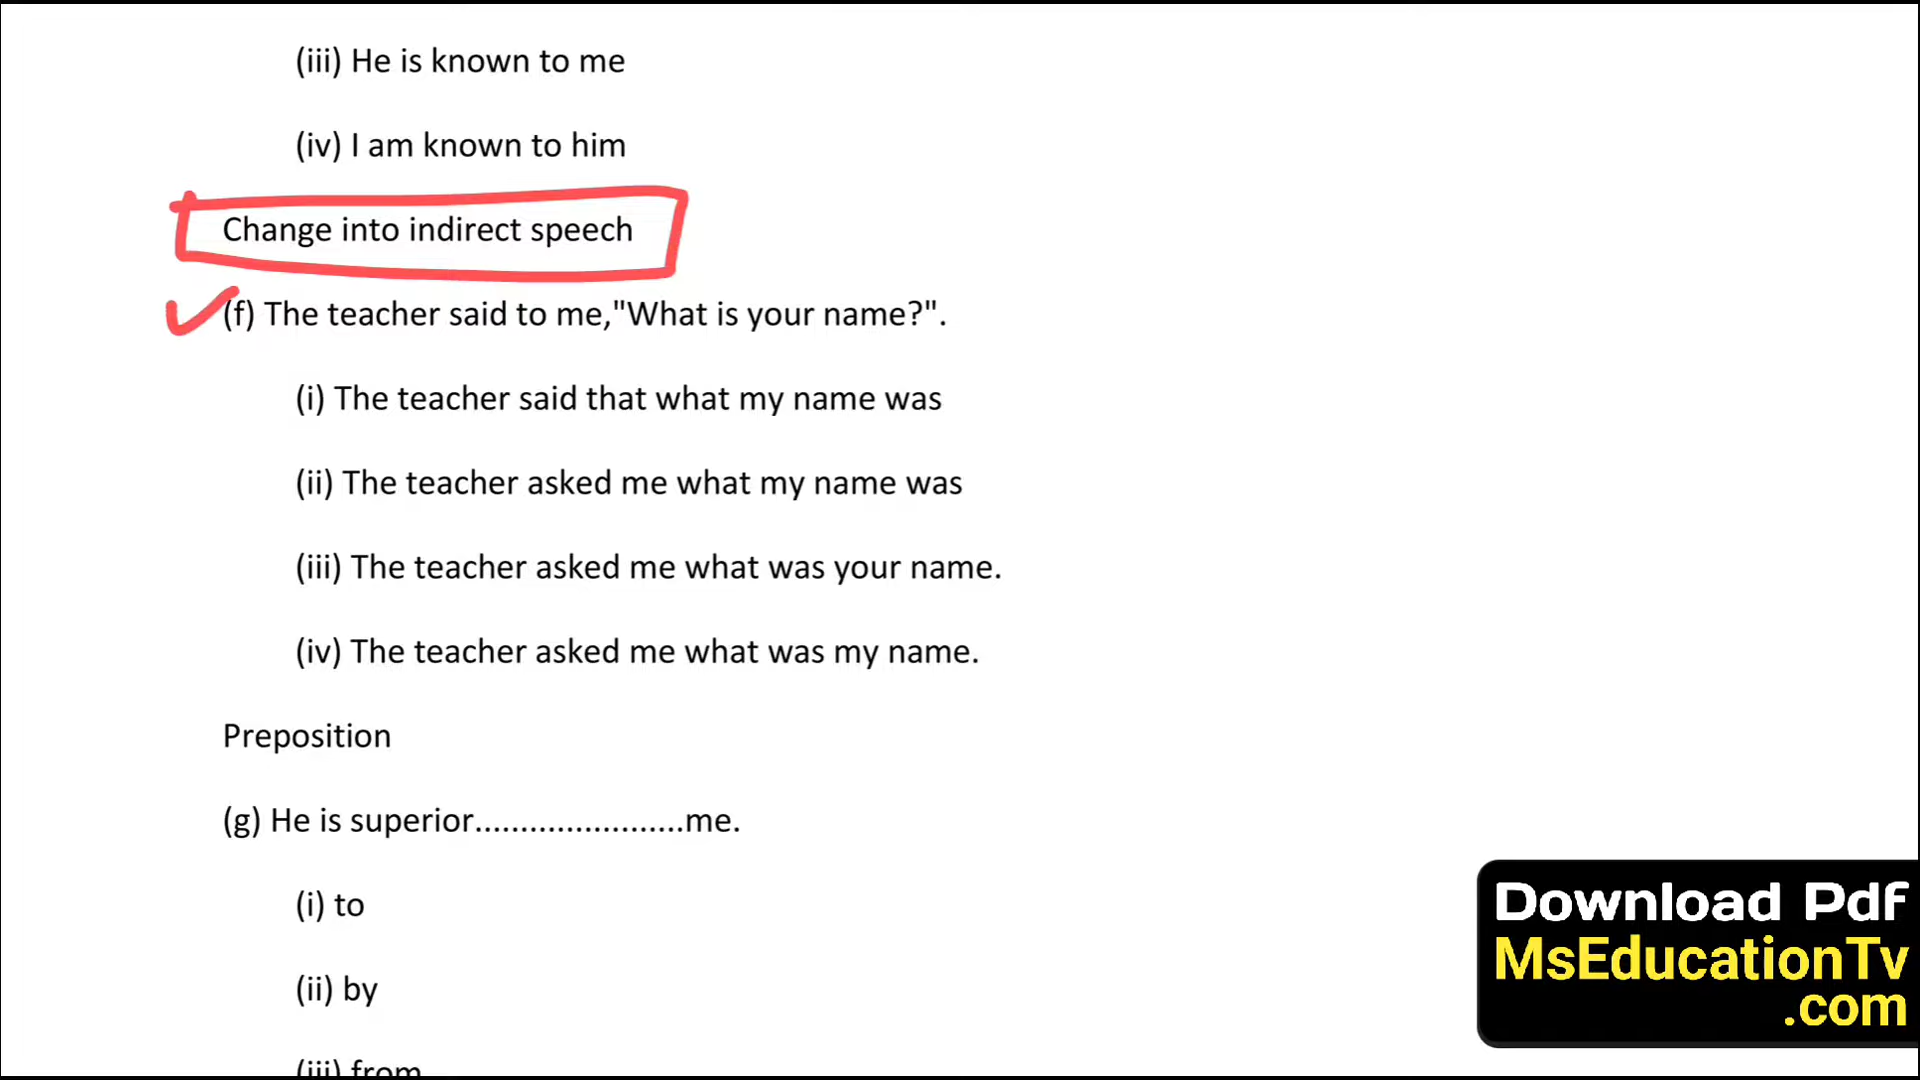 (iii) He is known to me
(iv) I am known to him
Change into indirect speech
(f) The teacher said to me,"What is your name?".
(i) The teacher said that what my name was
(ii) The teacher asked me what my name was
(iii) The teacher asked me what was your name.
(iv) The teacher asked me what was my name.
Preposition
(g) He is superior.......................me.
(i) to
(ii) by
(iii) from
Download Pdf
MsEducationTv
.com